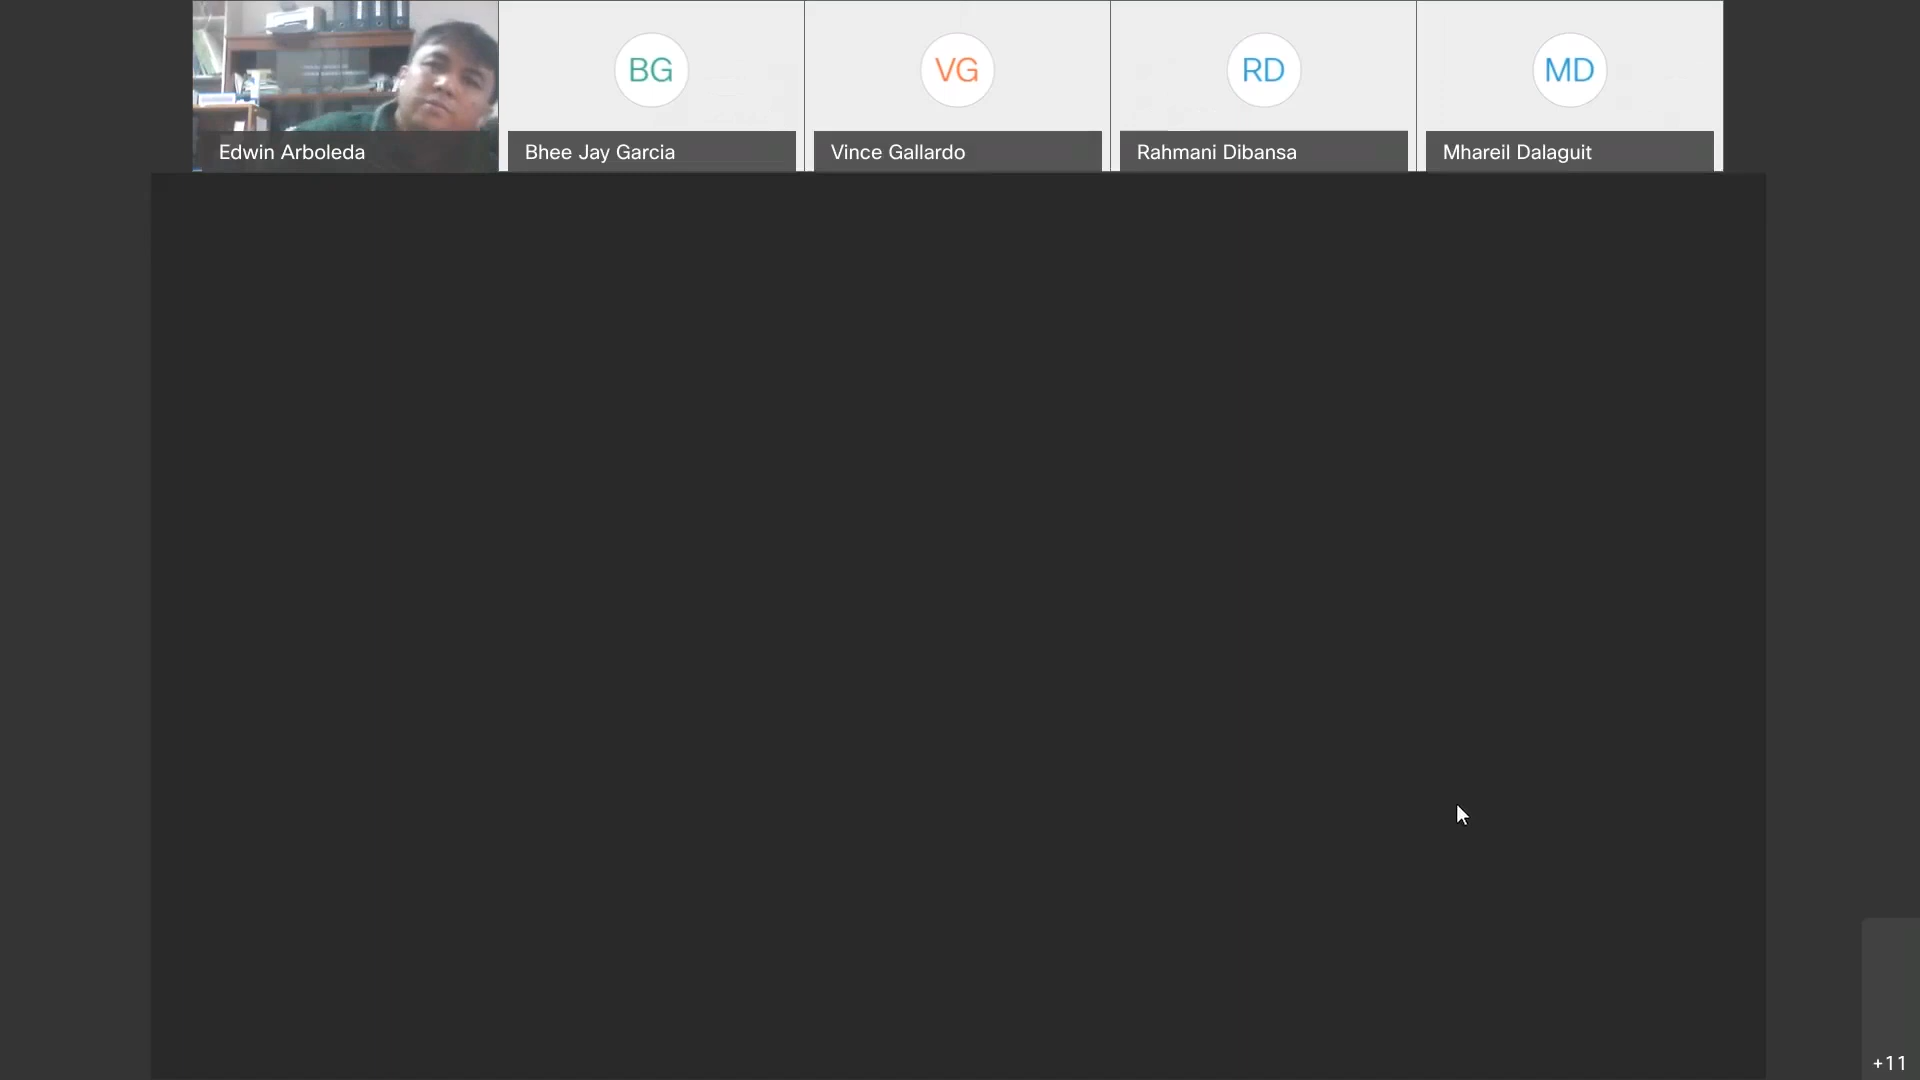 BG
VG
RD
MD
Edwin Arboleda
Bhee Jay Garcia
Vince Gallardo
Rahmani Dibansa
Mhareil Dalaguit
+11